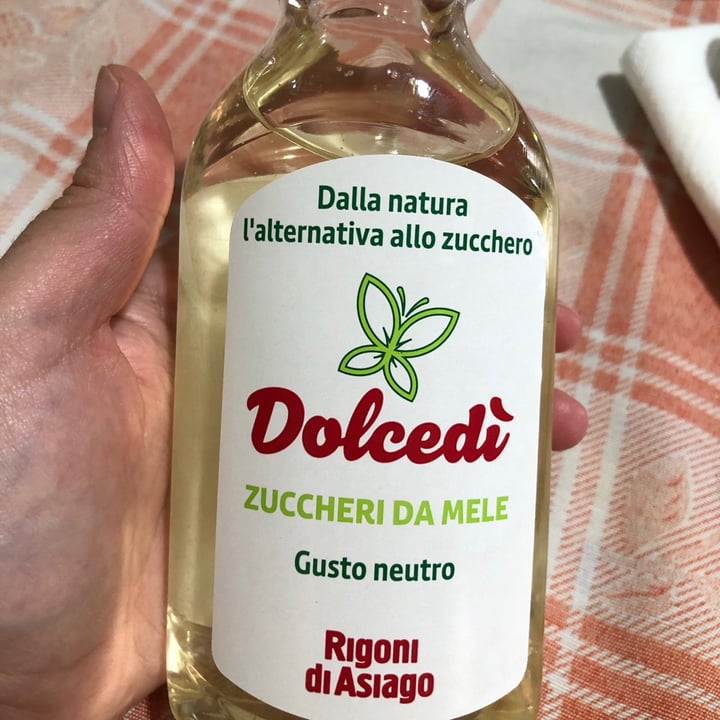 Dalla natura
l'alternativa allo zucchero
Dolcedì
ZUCCHERI DA MELE
Gusto neutro
Rigoni
di Asiago